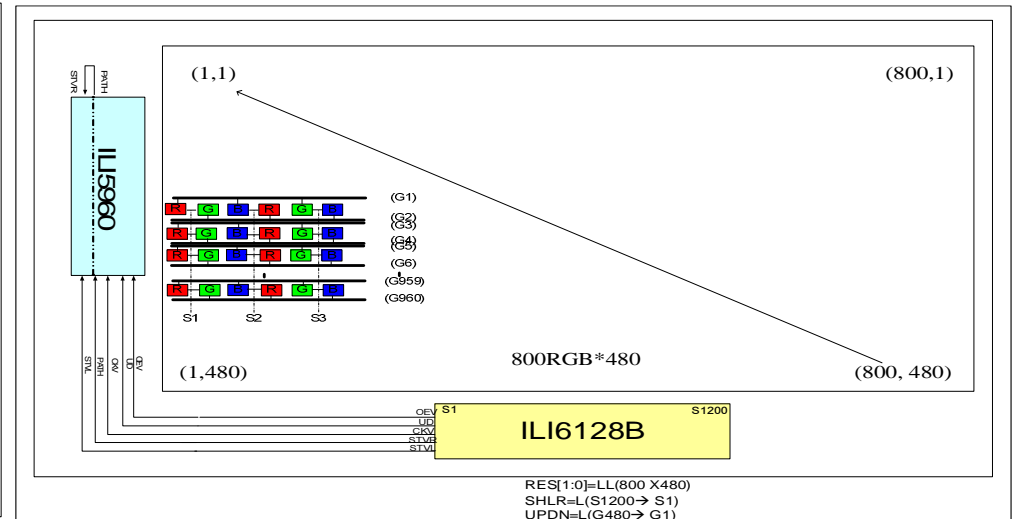 STVR
PATH
ILI5960
(1,1)
(800,1)
R G B R G B
R G B R G B
R G B R G B
R G B R G B
(G1)
(G2)
(G3)
(G4)
(G5)
(G6)
(G959)
(G960)
S1 S2 S3
(1,480)
800RGB*480
(800, 480)
STVL
PATH
CKV
UD
OEV
OEV
UD
CKV
STVR
STVL
S1
S1200
ILI6128B
RES[1:0]=LL(800 X480)
SHLR=L(S1200→ S1)
UPDN=L(G480→ G1)